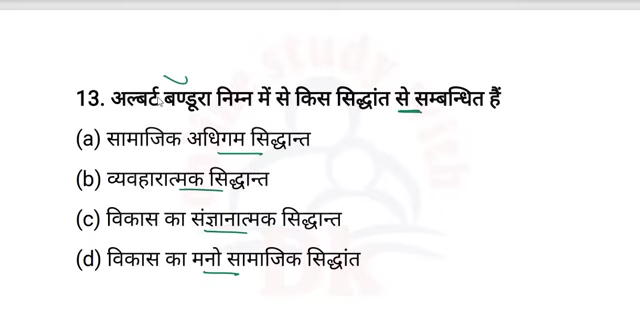 13. अल्बर्ट बण्डूरा निम्न में से किस सिद्धांत से सम्बन्धित हैं
(a) सामाजिक अधिगम सिद्धान्त
(b) व्यवहारात्मक सिद्धान्त
(c) विकास का संज्ञानात्मक सिद्धान्त
(d) विकास का मनो सामाजिक सिद्धांत